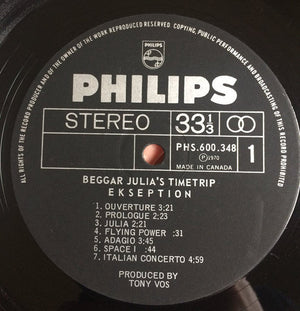 ALL RIGHTS OF THE RECORD PRODUCER AND OF THE OWNER OF THE WORK REPRODUCED RESERVED COPYING, PUBLIC PERFORMANCE AND BROADCASTING OF THIS RECORD PROHIBITED
PHILIPS
PHILIPS
STEREO 33⅓
PHS.600.348
Ⓟ1970
MADE IN CANADA
1
BEGGAR JULIA'S TIMETRIP
EKSEPTION
1. OUVERTURE 3:21
2. PROLOGUE 2:23
3. JULIA 2:21
4. FLYING POWER :31
5. ADAGIO 3:45
6. SPACE I :44
7. ITALIAN CONCERTO 4:59
PRODUCED BY
TONY VOS